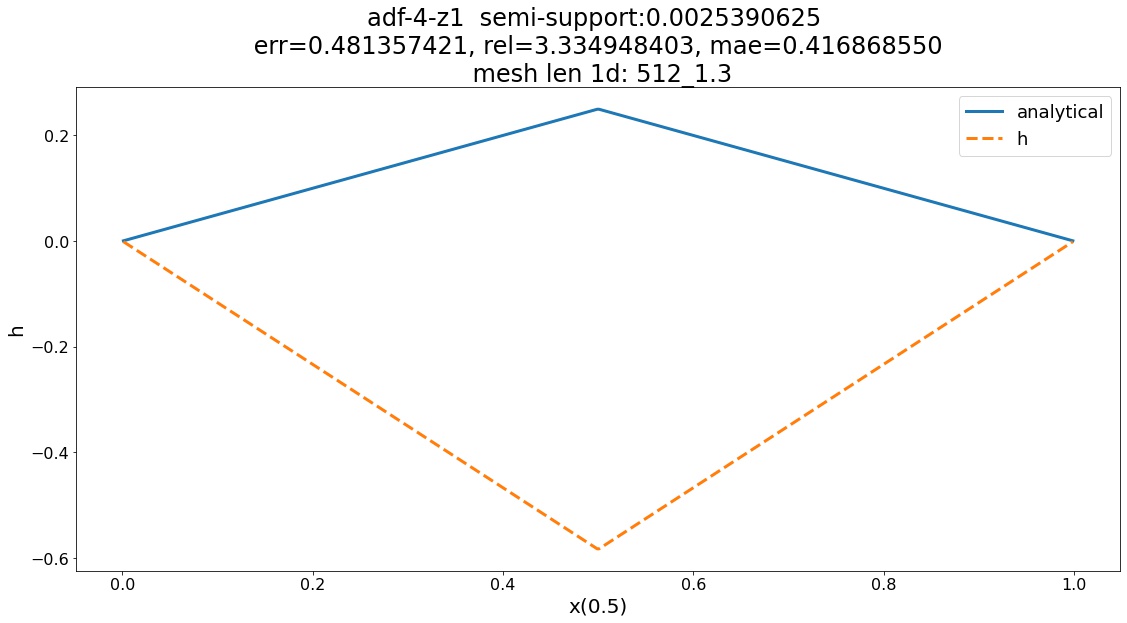 adf-4-z1  semi-support:0.0025390625
err=0.481357421, rel=3.334948403, mae=0.416868550
mesh len 1d: 512_1.3
analytical
h
0.2
0.0
−0.2
−0.4
−0.6
h
0.0
0.2
0.4
0.6
0.8
1.0
x(0.5)